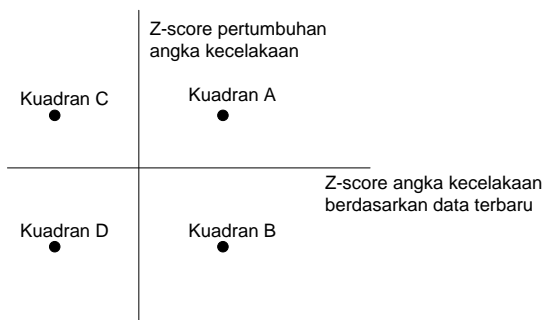 Z-score pertumbuhan
angka kecelakaan
Kuadran C
Kuadran A
Z-score angka kecelakaan
berdasarkan data terbaru
Kuadran D
Kuadran B